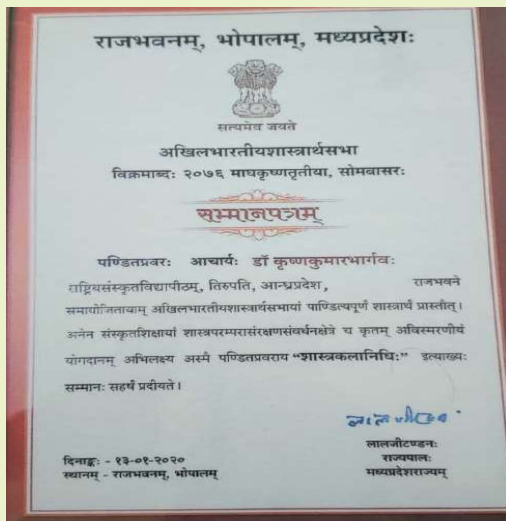 राजभवनम्, भोपालम्, मध्यप्रदेशः
सत्यमेव जयते
अखिलभारतीयशास्त्रार्थसभा
विक्रमाब्दः २०७६ माघकृष्णतृतीया, सोमवासरः
सम्मानपत्रम्
पण्डितप्रवरः आचार्यः डॉ कृष्णकुमारभार्गवः
राष्ट्रियसंस्कृतविद्यापीठम्, तिरुपति, आन्ध्रप्रदेश, राजभवने
समायोजितायाम् अखिलभारतीयशास्त्रार्थसभायां पाण्डित्यपूर्णं शास्त्रार्थं प्रास्तौत्।
अनेन संस्कृतशिक्षायां शास्त्रपरम्परासंरक्षणसंवर्धनक्षेत्रे च कृतम् अविस्मरणीयं
योगदानम् अभिलक्ष्य अस्मै पण्डितप्रवराय “शास्त्रकलानिधिः” इत्याख्यः
सम्मानः सहर्षं प्रदीयते।
लालजीटण्डनः
दिनाङ्कः - १३-०१-२०२० राज्यपालः
स्थानम् - राजभवनम्, भोपालम् मध्यप्रदेशराज्यम्